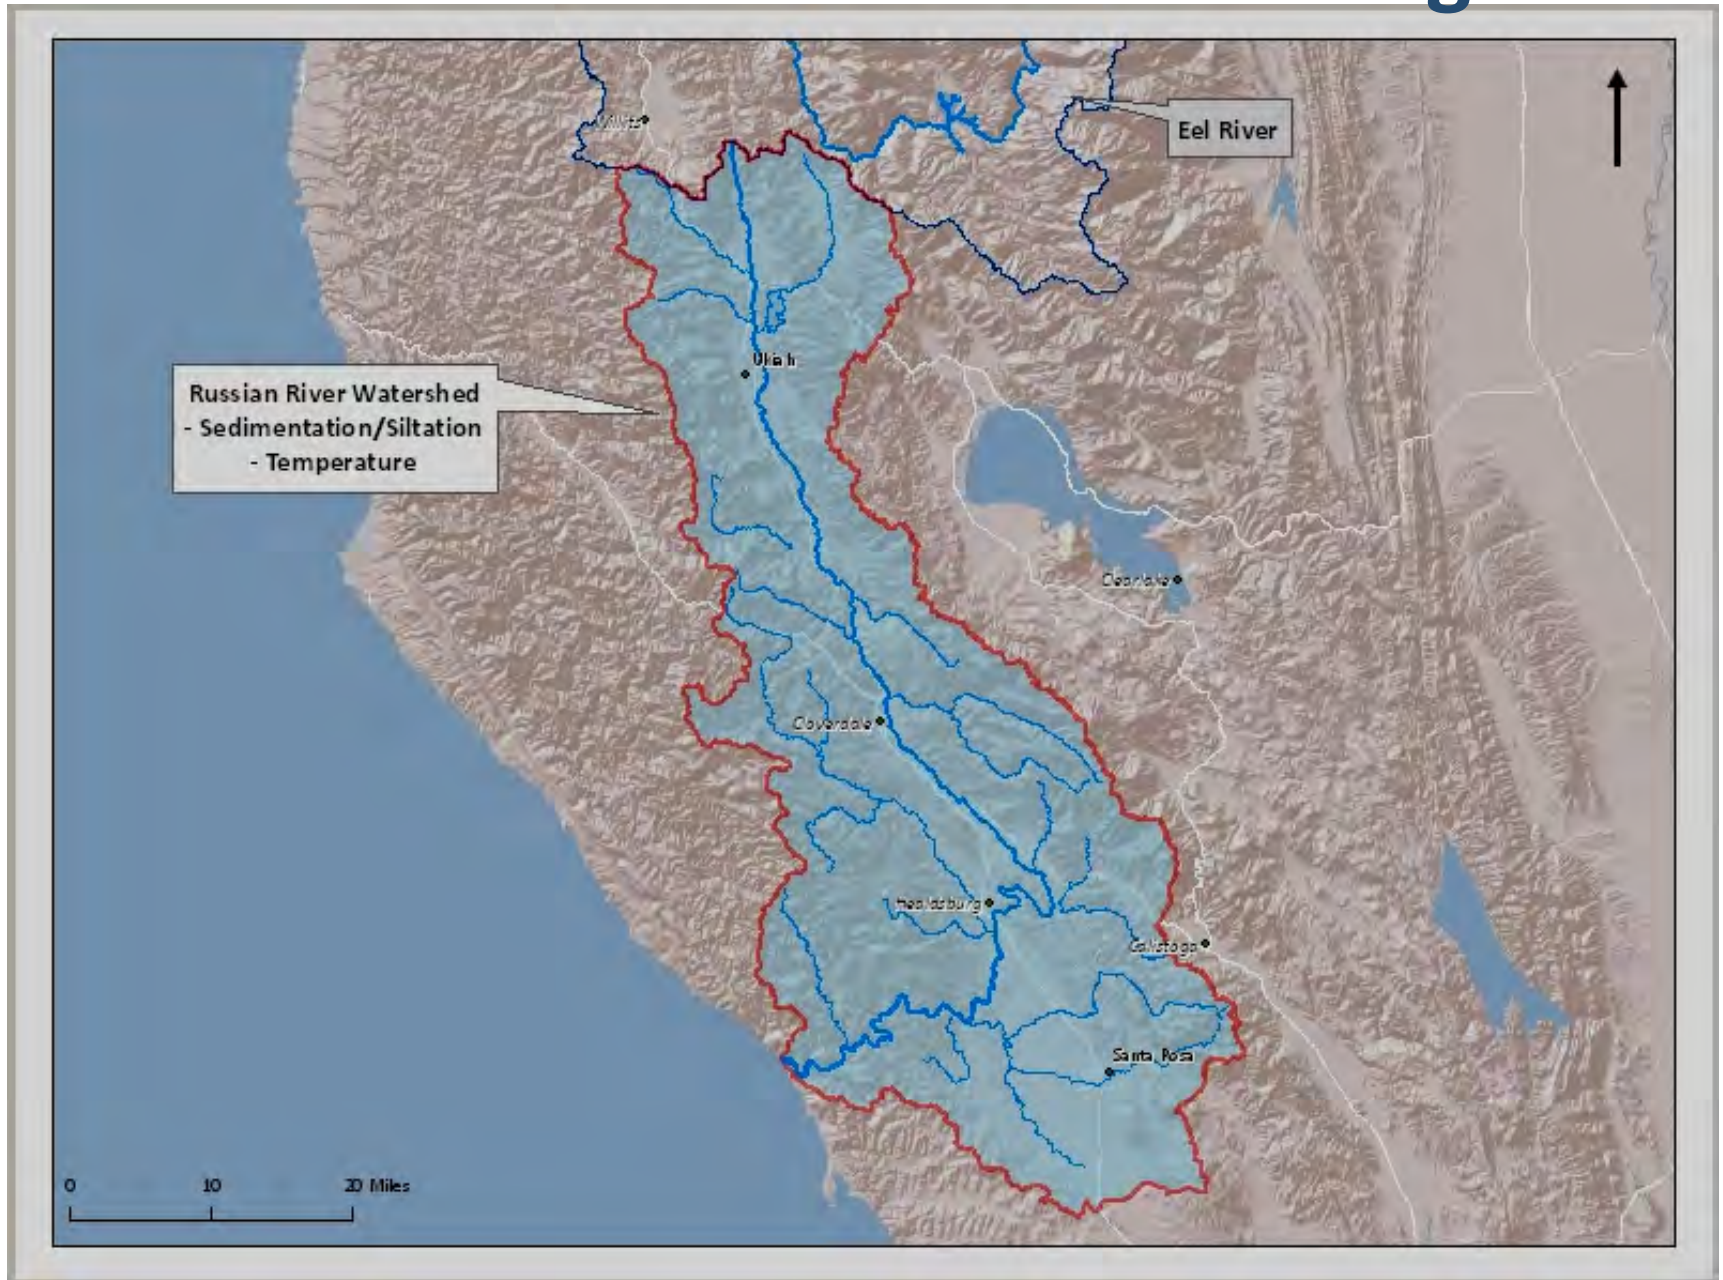 g
Willits
Eel River
Ukiah
Russian River Watershed
- Sedimentation/Siltation
- Temperature
Clearlake
Cloverdale
Healdsburg
Calistoga
Santa Rosa
0 10 20 Miles